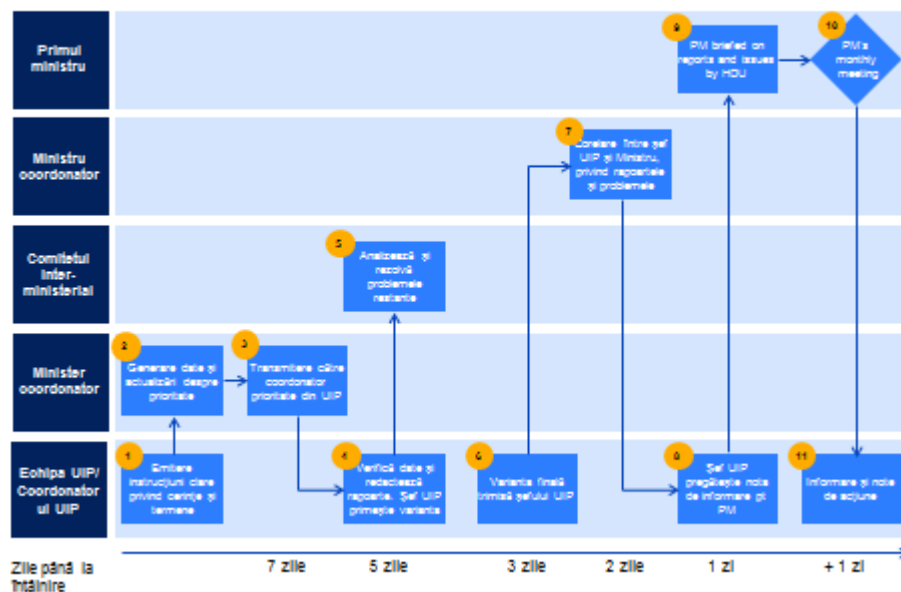 Primul
ministru
9
PM briefed on
reports and issues
by HDU
10
PM's
monthly
meeting
Ministru
coordonator
7
Corelare între șef
UIP și Ministru,
privind rapoartele
și problemele
Comitetul
inter-
ministerial
5
Analizează și
rezolvă
problemele
restante
Minister
coordonator
2
Generare date și
actualizări despre
prioritate
3
Transmitere către
coordonator
prioritate din UIP
Echipa UIP/
Coordonator
ul UIP
1
Emitere
instrucțiuni clare
privind cerințe și
termene
4
Verifică date și
redactează
rapoarte. Șef UIP
primește varianta
6
Varianta finală
trimisă șefului UIP
8
Șef UIP
pregătește nota
de informare pt
PM
11
Informare și note
de acțiune
Zile până la
întâlnire
7 zile
5 zile
3 zile
2 zile
1 zi
+ 1 zi